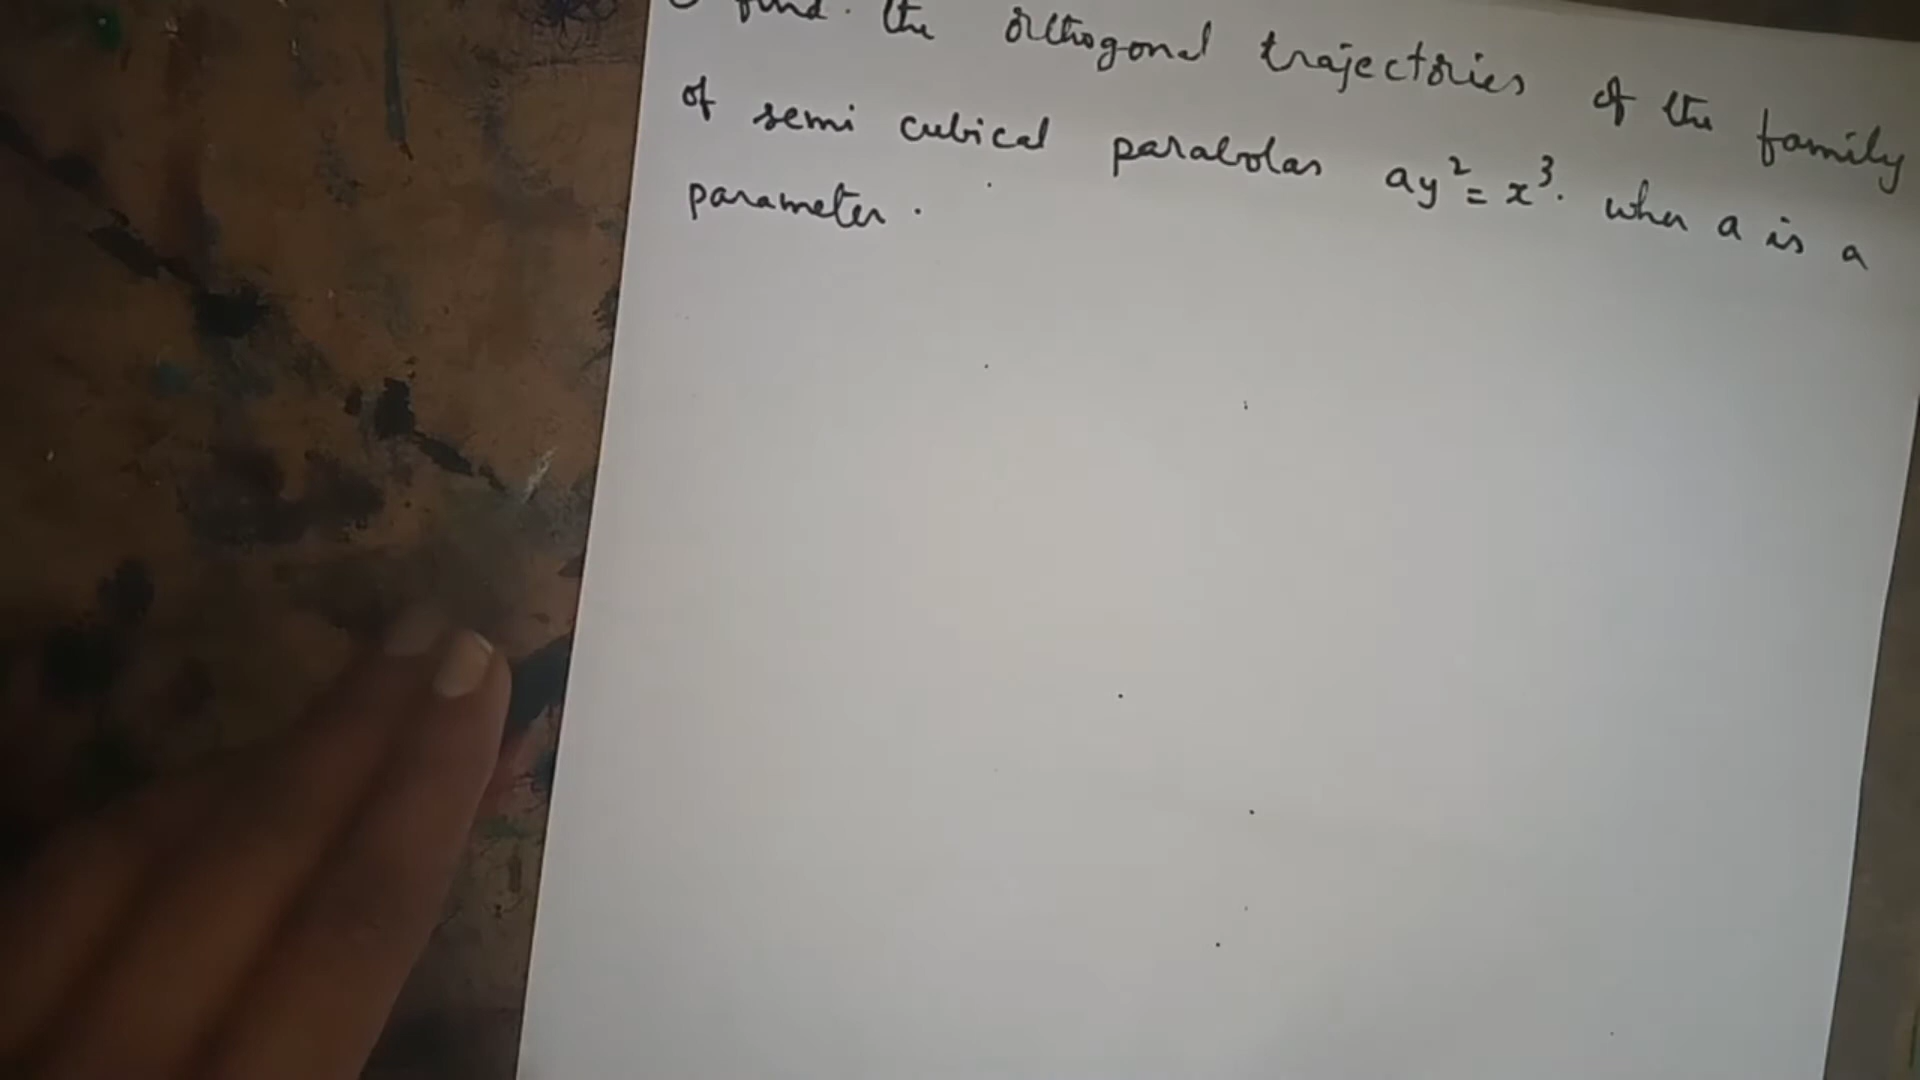 find. the orthogonal trajectories of the family
of semi cubical parabolas ay² = x³. when a is a
parameter.